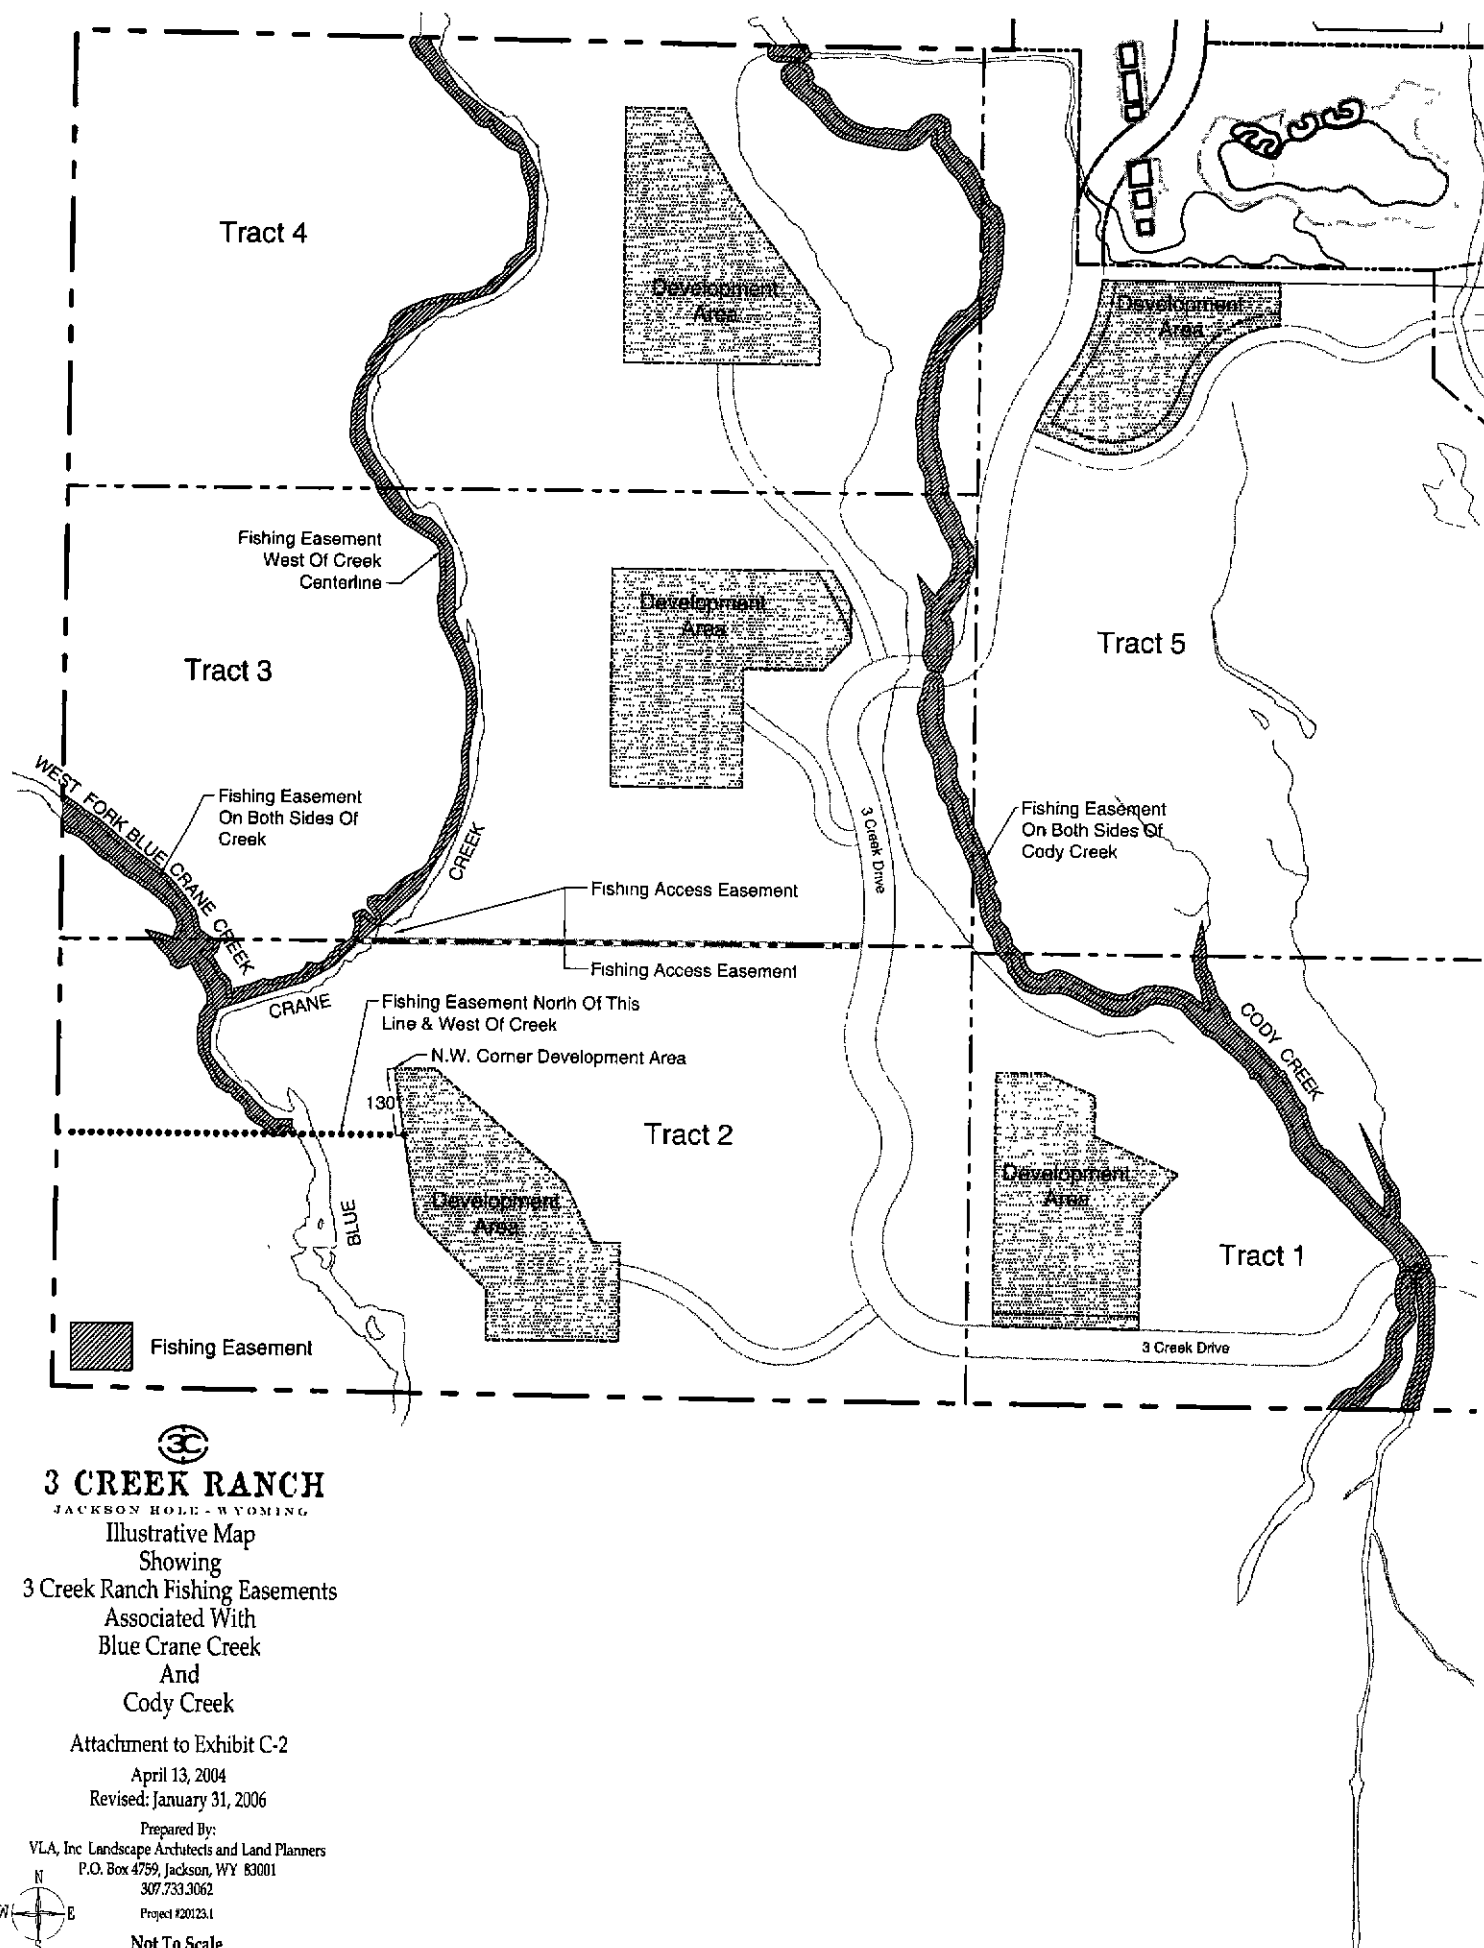 Tract 4
Development
Area
Development
Area
Fishing Easement
West Of Creek
Centerline
Development
Area
Tract 3
Tract 5
WEST FORK BLUE CRANE CREEK
Fishing Easement
On Both Sides Of
Creek
CREEK
3 Creek Drive
Fishing Easement
On Both Sides Of
Cody Creek
Fishing Access Easement
Fishing Access Easement
CRANE
Fishing Easement North Of This
Line & West Of Creek
CODY CREEK
N.W. Corner Development Area
130'
Tract 2
Development
Area
Development
Area
BLUE
Tract 1
Fishing Easement
3 Creek Drive
3C
3 CREEK RANCH
JACKSON HOLE - WYOMING
Illustrative Map
Showing
3 Creek Ranch Fishing Easements
Associated With
Blue Crane Creek
And
Cody Creek
Attachment to Exhibit C-2
April 13, 2004
Revised: January 31, 2006
Prepared By:
VLA, Inc Landscape Architects and Land Planners
P.O. Box 4759, Jackson, WY 83001
307.733.3062
Project #20123.1
N
W E
S
Not To Scale